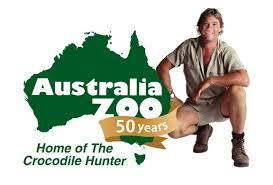 Australia
ZOO
50 years
Home of The
Crocodile Hunter